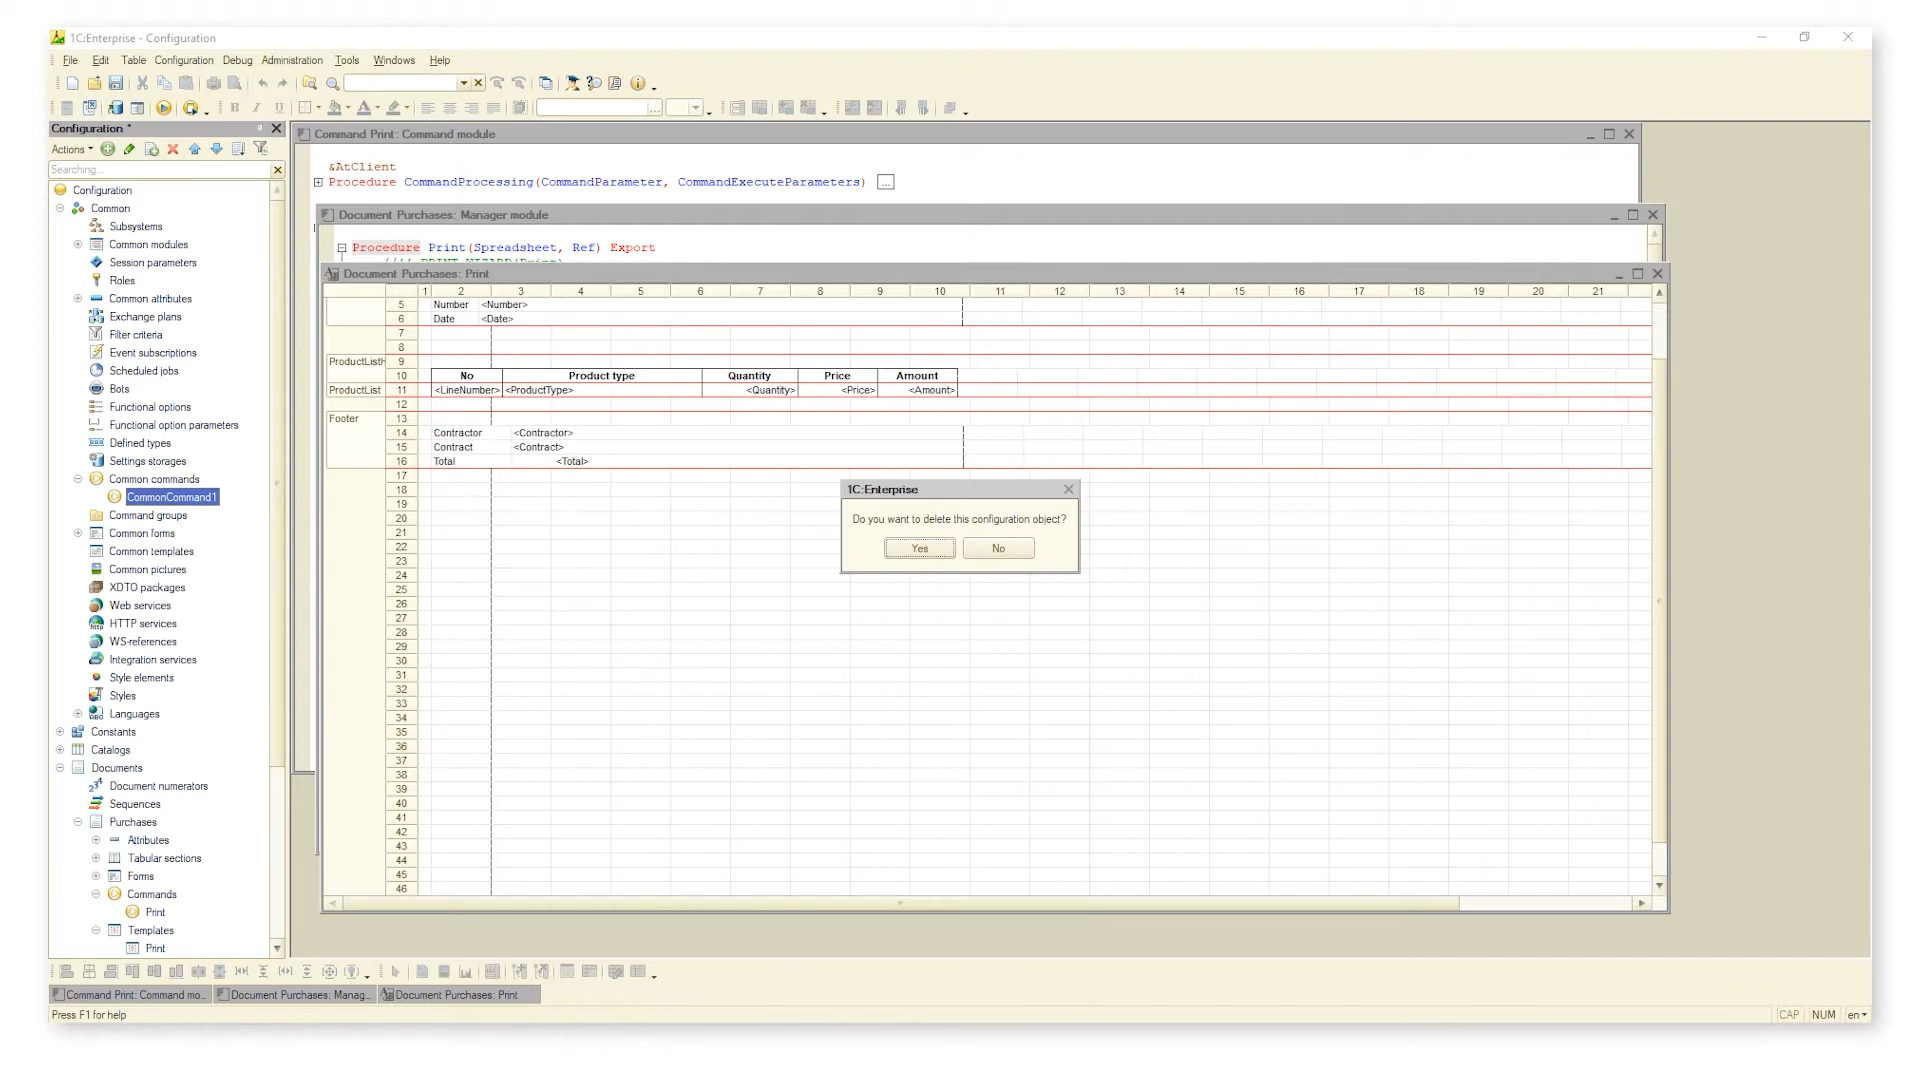 1C:Enterprise - Configuration
File Edit Table Configuration Debug Administration Tools Windows Help
Configuration *
Actions
Searching...
Configuration
Common
Subsystems
Common modules
Session parameters
Roles
Common attributes
Exchange plans
Filter criteria
Event subscriptions
Scheduled jobs
Bots
Functional options
Functional option parameters
Defined types
Settings storages
Common commands
CommonCommand1
Command groups
Common forms
Common templates
Common pictures
XDTO packages
Web services
HTTP services
WS-references
Integration services
Style elements
Styles
Languages
Constants
Catalogs
Documents
Document numerators
Sequences
Purchases
Attributes
Tabular sections
Forms
Commands
Print
Templates
Print
Command Print: Command module
&AtClient
Procedure CommandProcessing(CommandParameter, CommandExecuteParameters) ...
Document Purchases: Manager module
Procedure Print(Spreadsheet, Ref) Export
Document Purchases: Print
1 2 3 4 5 6 7 8 9 10 11 12 13 14 15 16 17 18 19 20 21
5 Number <Number>
6 Date <Date>
7
8
ProductListH 9
10 No Product type Quantity Price Amount
ProductList 11 <LineNumber> <ProductType> <Quantity> <Price> <Amount>
12
Footer 13
14 Contractor <Contractor>
15 Contract <Contract>
16 Total <Total>
17
18
19
20
21
22
23
24
25
26
27
28
29
30
31
32
33
34
35
36
37
38
39
40
41
42
43
44
45
46
1C:Enterprise
Do you want to delete this configuration object?
Yes No
Command Print: Command mo... Document Purchases: Manag... Document Purchases: Print
Press F1 for help CAP NUM en